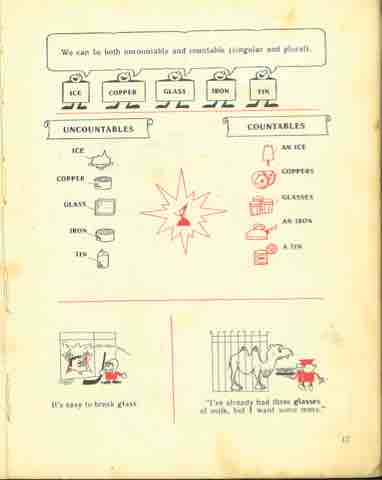 We can be both uncountable and countable (singular and plural).
ICE
COPPER
GLASS
IRON
TIN
UNCOUNTABLES
COUNTABLES
ICE
AN ICE
COPPER
COPPERS
GLASS
GLASSES
IRON
AN IRON
TIN
A TIN
It's easy to break glass.
"I've already had three glasses
of milk, but I want some more."
17